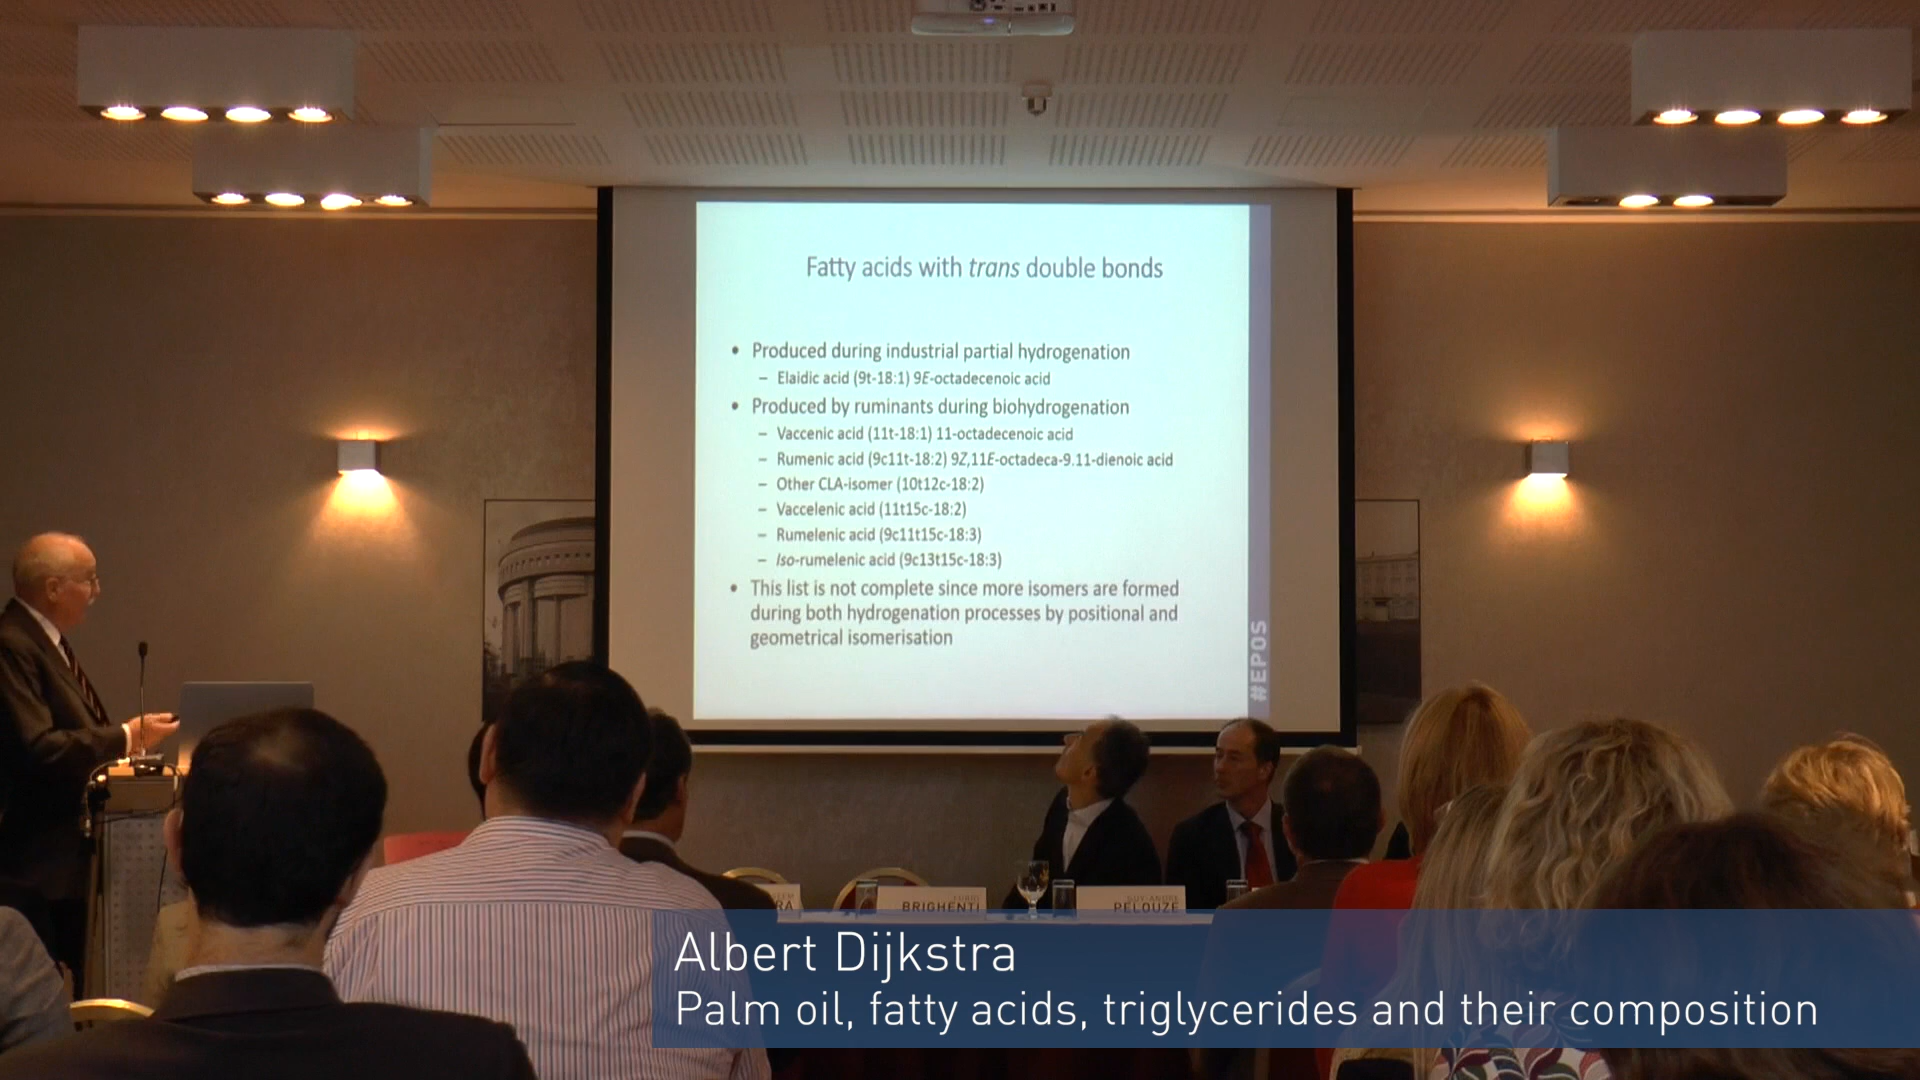 Fatty acids with trans double bonds
• Produced during industrial partial hydrogenation
– Elaidic acid (9t-18:1) 9E-octadecenoic acid
• Produced by ruminants during biohydrogenation
– Vaccenic acid (11t-18:1) 11-octadecenoic acid
– Rumenic acid (9c11t-18:2) 9Z,11E-octadeca-9.11-dienoic acid
– Other CLA-isomer (10t12c-18:2)
– Vaccelenic acid (11t15c-18:2)
– Rumelenic acid (9c11t15c-18:3)
– Iso-rumelenic acid (9c13t15c-18:3)
• This list is not complete since more isomers are formed
during both hydrogenation processes by positional and
geometrical isomerisation
#EPOS
RA
BRIGHENTI
PELOUZE
Albert Dijkstra
Palm oil, fatty acids, triglycerides and their composition